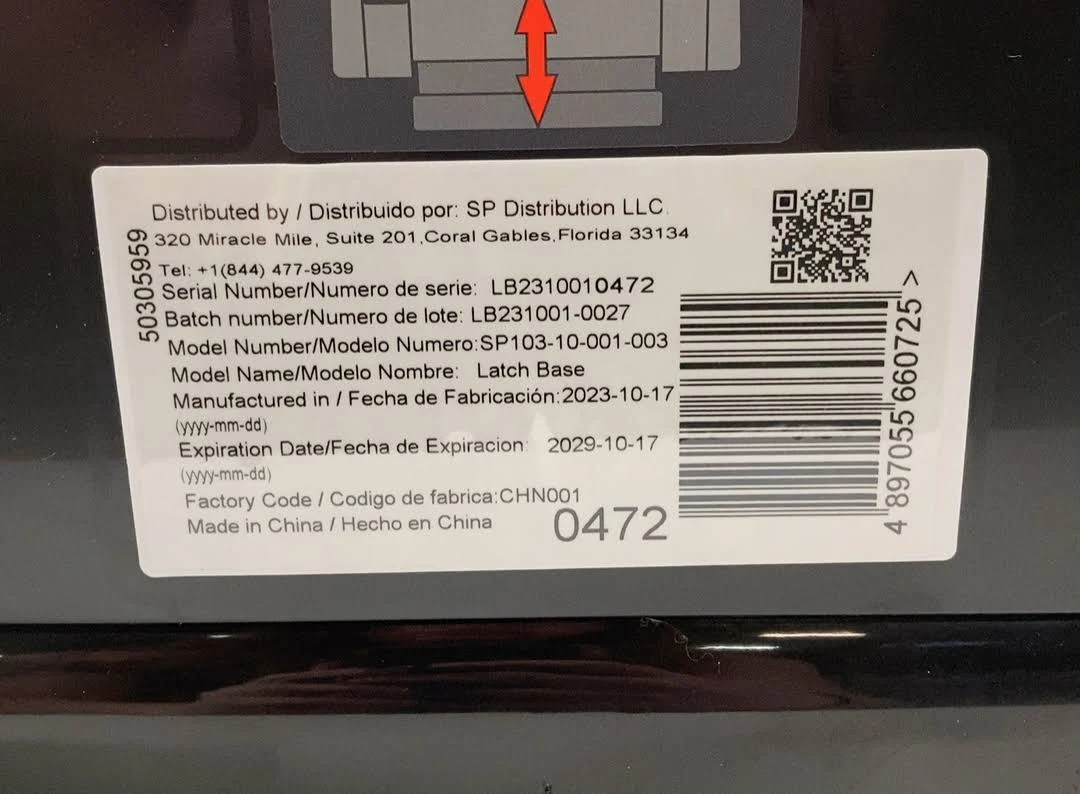 Distributed by / Distribuido por: SP Distribution LLC.
320 Miracle Mile, Suite 201,Coral Gables,Florida 33134
Tel: +1(844) 477-9539
Serial Number/Numero de serie: LB2310010472
Batch number/Numero de lote: LB231001-0027
Model Number/Modelo Numero:SP103-10-001-003
Model Name/Modelo Nombre: Latch Base
Manufactured in / Fecha de Fabricación:2023-10-17
(yyyy-mm-dd)
Expiration Date/Fecha de Expiracion: 2029-10-17
(yyyy-mm-dd)
Factory Code / Codigo de fabrica:CHN001
Made in China / Hecho en China
0472
50305959
4 897055 660725 >